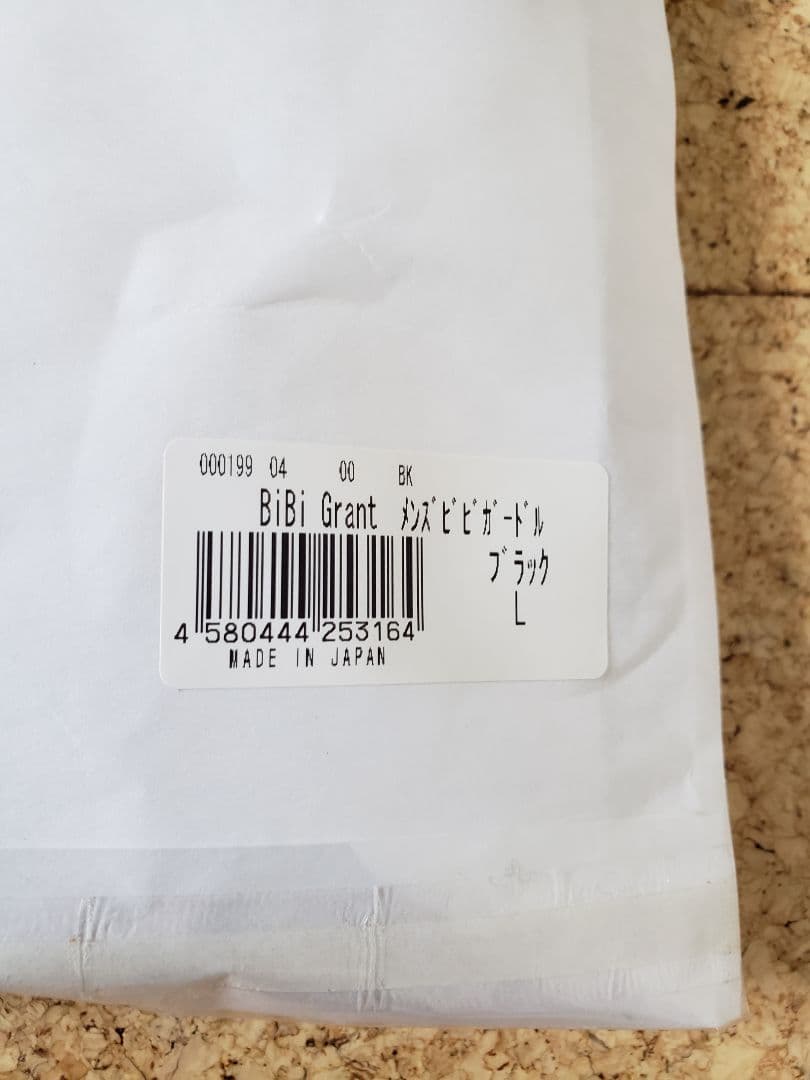 000199 04 00 BK
BiBi Grant ﾒﾝｽﾞﾋﾞﾋﾞｶﾞｰﾄﾞﾙ
ﾌﾞﾗｯｸ
L
4 580444 253164
MADE IN JAPAN